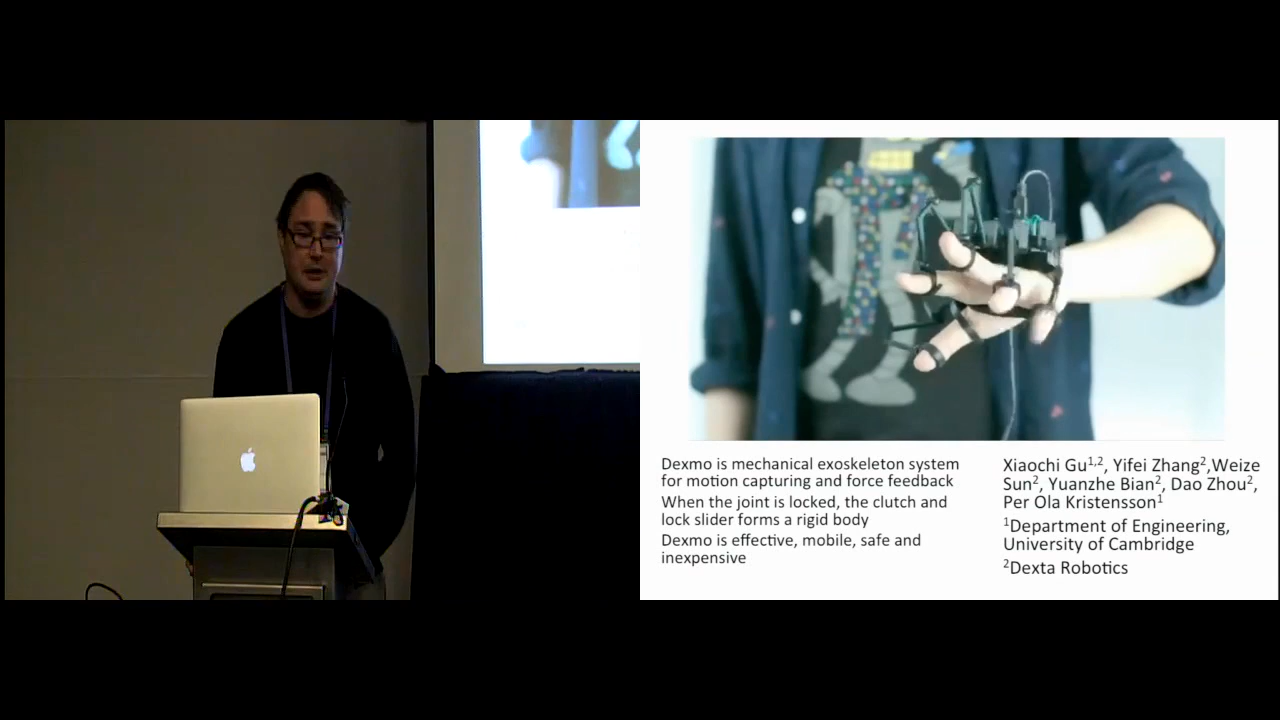 Dexmo is mechanical exoskeleton system
for motion capturing and force feedback
When the joint is locked, the clutch and
lock slider forms a rigid body
Dexmo is effective, mobile, safe and
inexpensive
Xiaochi Gu1,2, Yifei Zhang2,Weize
Sun2, Yuanzhe Bian2, Dao Zhou2,
Per Ola Kristensson1
1Department of Engineering,
University of Cambridge
2Dexta Robotics